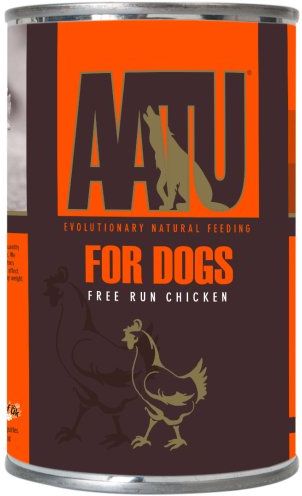 AATU®
EVOLUTIONARY NATURAL FEEDING
FOR DOGS
FREE RUN CHICKEN